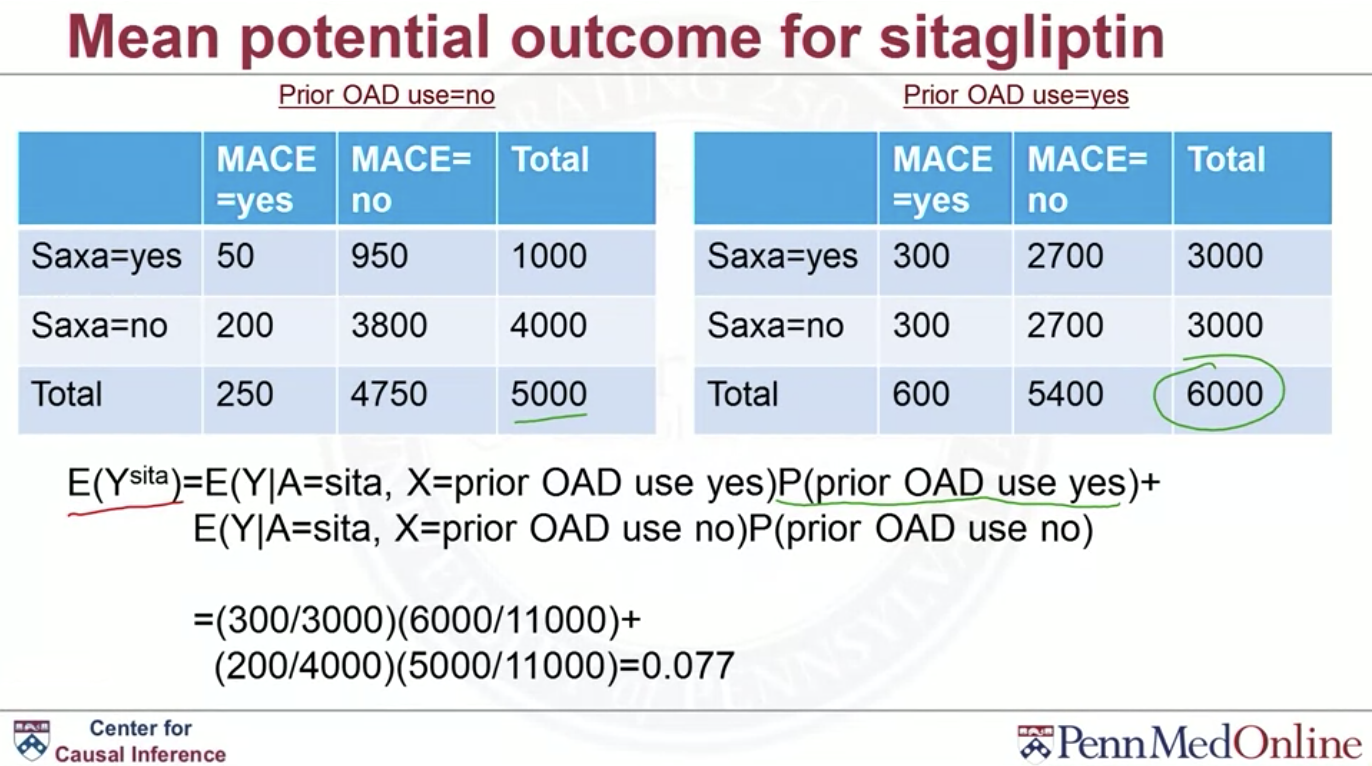 Mean potential outcome for sitagliptin
Prior OAD use=no
Prior OAD use=yes
MACE =yes MACE= no Total
Saxa=yes 50 950 1000
Saxa=no 200 3800 4000
Total 250 4750 5000
MACE =yes MACE= no Total
Saxa=yes 300 2700 3000
Saxa=no 300 2700 3000
Total 600 5400 6000
E(Y^sita)=E(Y|A=sita, X=prior OAD use yes)P(prior OAD use yes)+
E(Y|A=sita, X=prior OAD use no)P(prior OAD use no)
=(300/3000)(6000/11000)+
(200/4000)(5000/11000)=0.077
Center for
Causal Inference
PennMedOnline